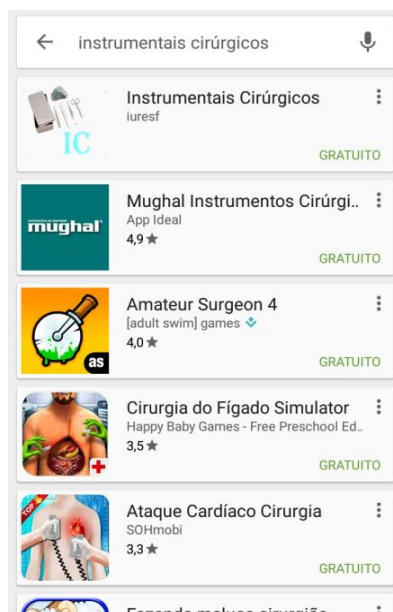 instrumentais cirúrgicos
Instrumentais Cirúrgicos
iuresf
IC
GRATUITO
Mughal Instrumentos Cirúrgi..
App Ideal
mughal
4,9
GRATUITO
Amateur Surgeon 4
[adult swim] games
4,0
as
GRATUITO
Cirurgia do Fígado Simulator
Happy Baby Games - Free Preschool Ed..
3,5
GRATUITO
TOP
Ataque Cardíaco Cirurgia
SOHmobi
3,3
GRATUITO